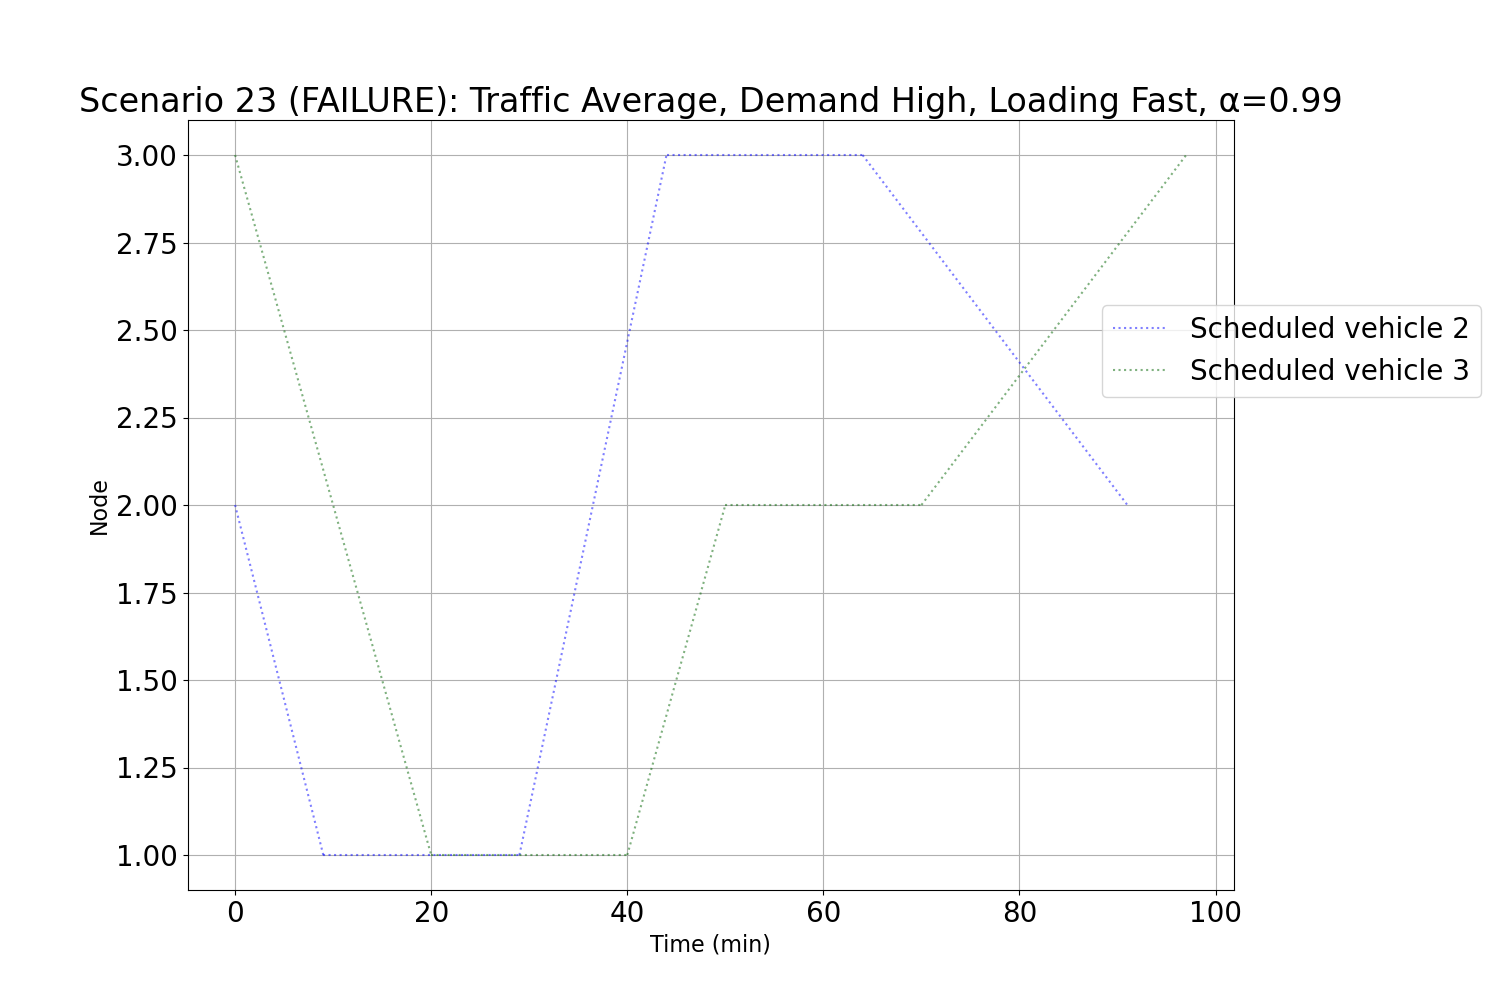 Scenario 23 (FAILURE): Traffic Average, Demand High, Loading Fast, α=0.99
3.00
2.75
2.50
2.25
2.00
1.75
1.50
1.25
1.00
Node
Scheduled vehicle 2
Scheduled vehicle 3
0 20 40 60 80 100
Time (min)